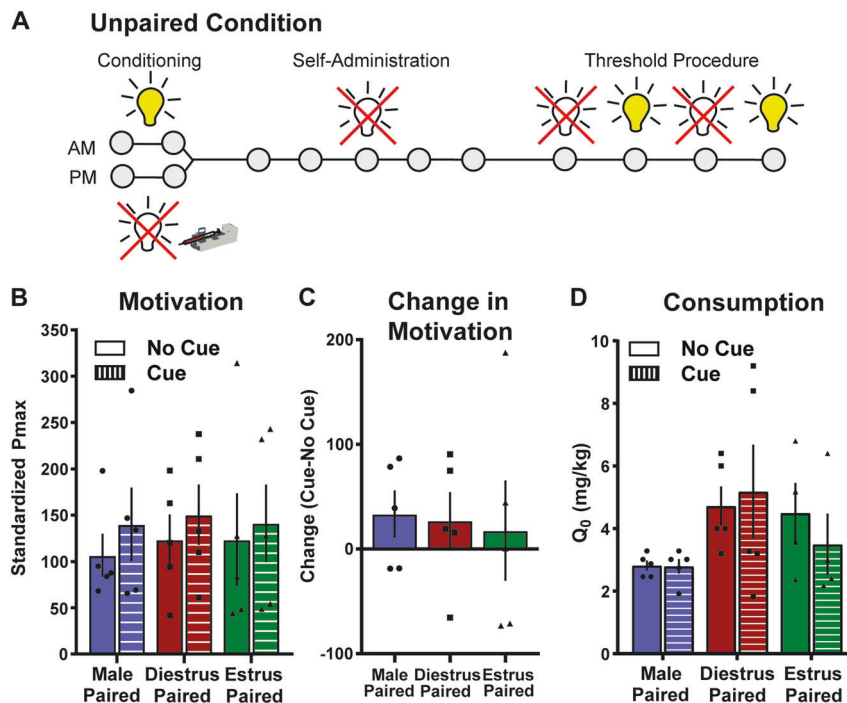 A Unpaired Condition
Conditioning Self-Administration Threshold Procedure
AM
PM
B Motivation
350
300
250
200
150
100
50
0
Standardized Pmax
No Cue
Cue
Male Paired
Diestrus Paired
Estrus Paired
C Change in
Motivation
200
100
0
-100
Change (Cue-No Cue)
Male Paired
Diestrus Paired
Estrus Paired
D Consumption
10
8
6
4
2
0
Q0 (mg/kg)
No Cue
Cue
Male Paired
Diestrus Paired
Estrus Paired